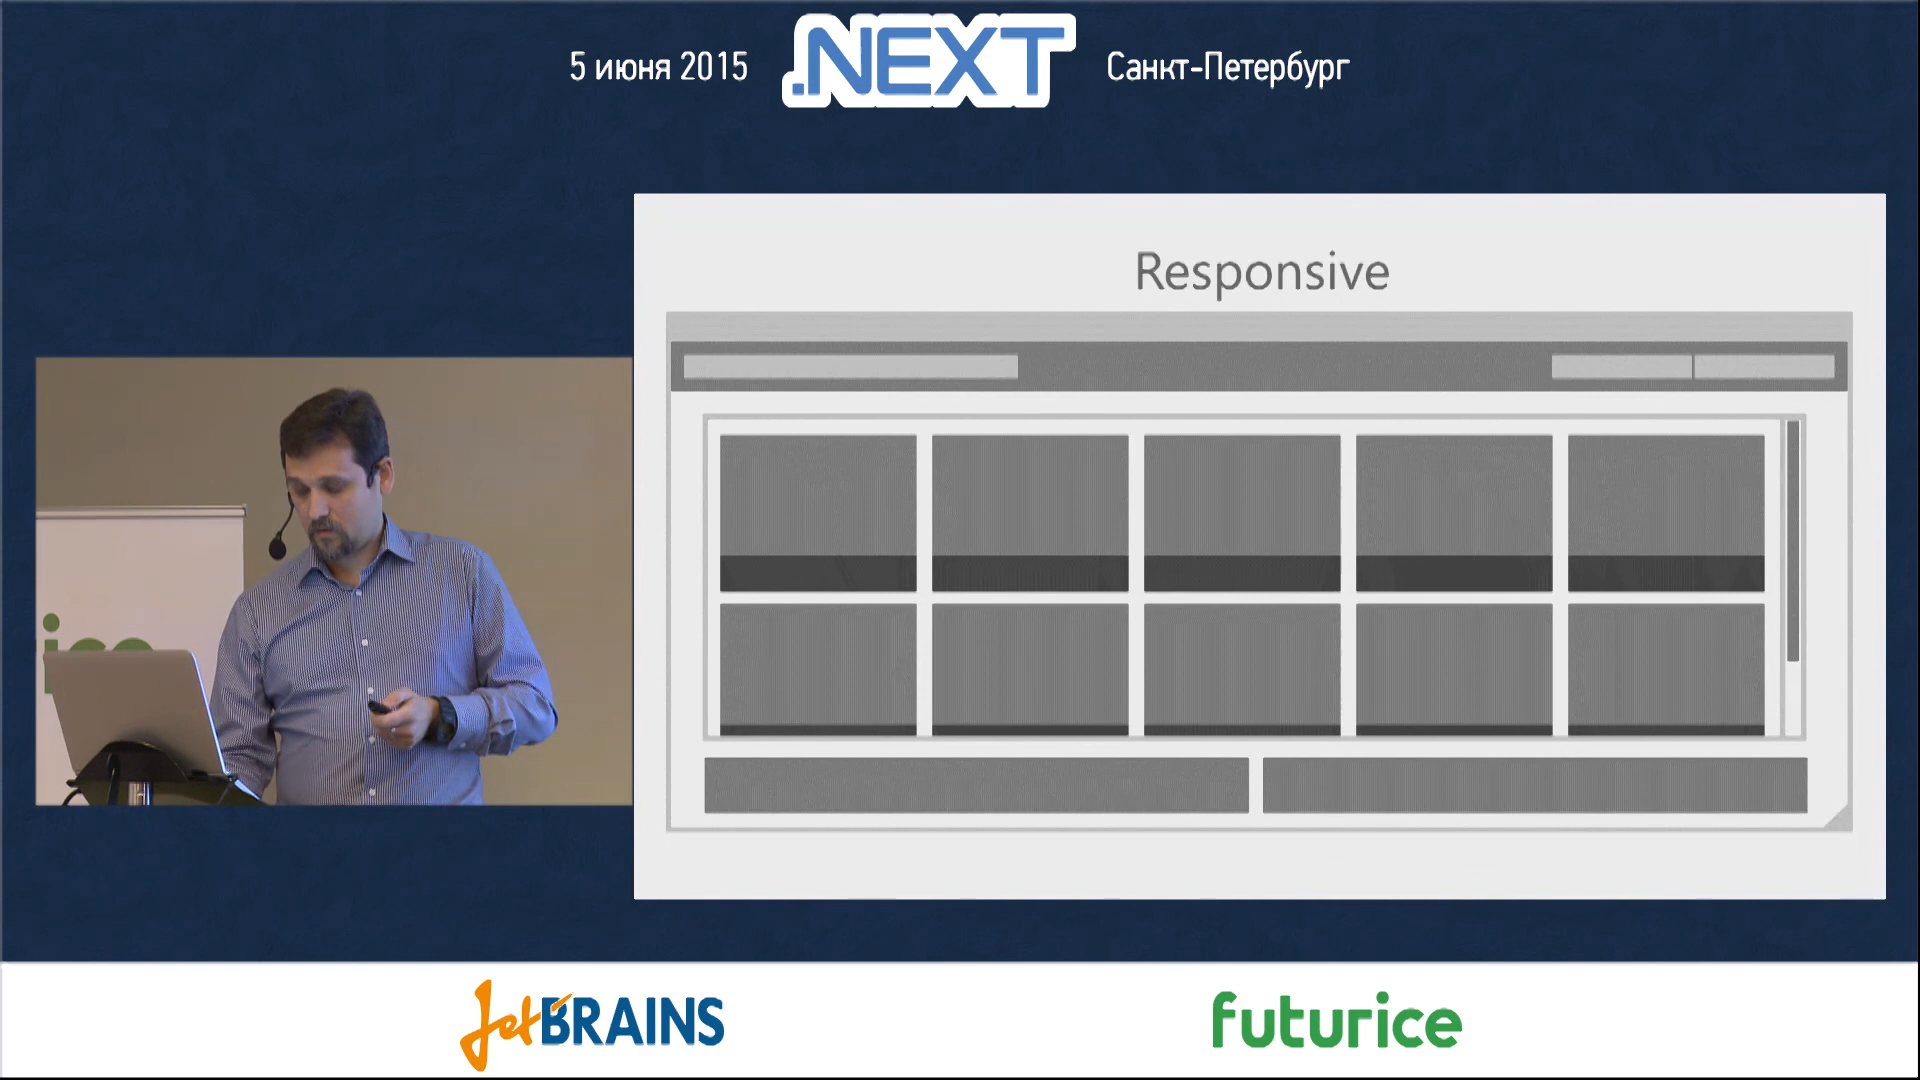 5 июня 2015
.NEXT
Санкт-Петербург
Responsive
JetBRAINS
futurice